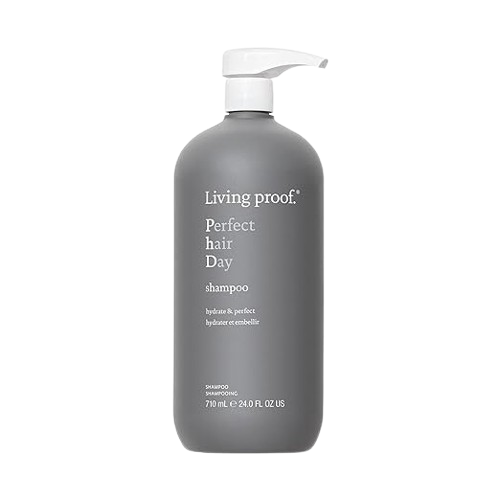 Living proof.®
Perfect
hair
Day
shampoo
hydrate & perfect
hydrater et embellir
SHAMPOO
SHAMPOOING
710 mL ℮ 24.0 FL OZ US